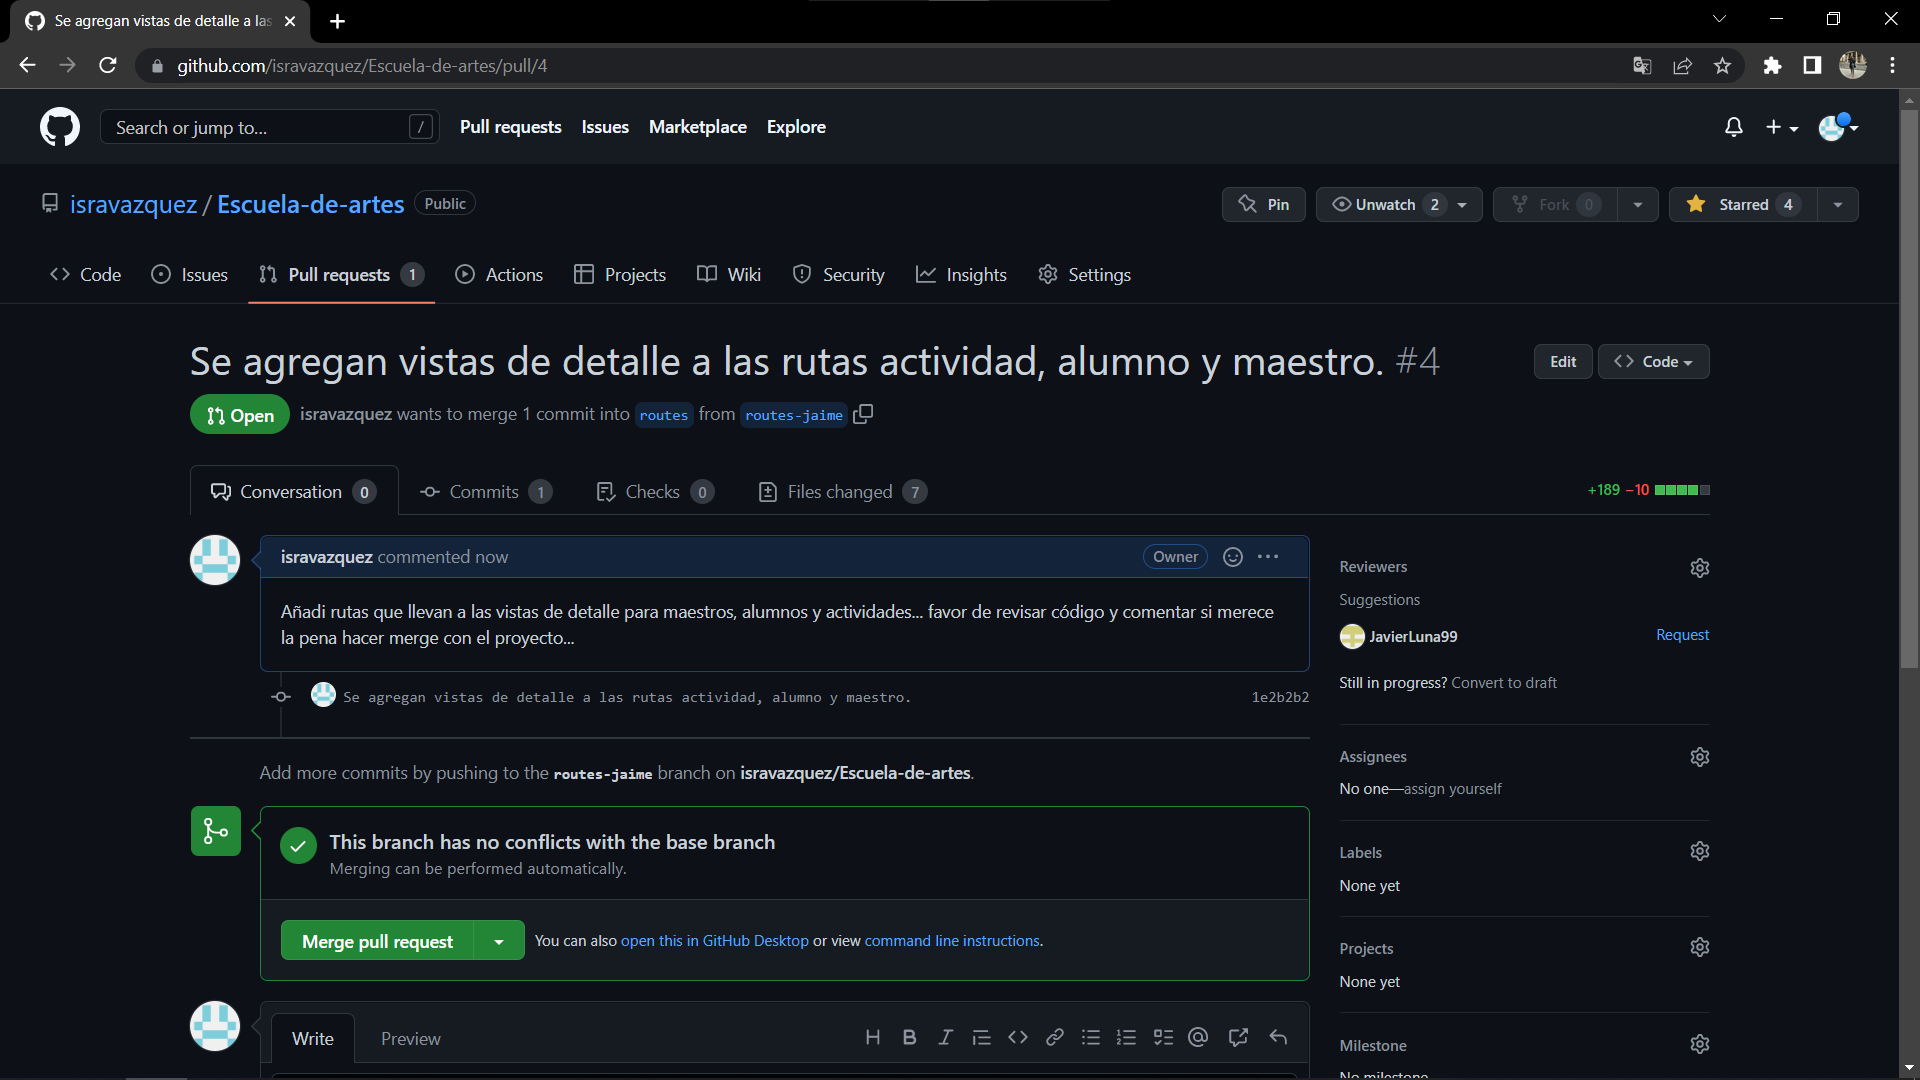 Se agregan vistas de detalle a las
github.com/isravazquez/Escuela-de-artes/pull/4
Search or jump to... /
Pull requests Issues Marketplace Explore
isravazquez / Escuela-de-artes Public
Pin Unwatch 2 Fork 0 Starred 4
Code Issues Pull requests 1 Actions Projects Wiki Security Insights Settings
Se agregan vistas de detalle a las rutas actividad, alumno y maestro. #4
Edit Code
Open isravazquez wants to merge 1 commit into routes from routes-jaime
Conversation 0 Commits 1 Checks 0 Files changed 7 +189 −10
isravazquez commented now Owner
Añadi rutas que llevan a las vistas de detalle para maestros, alumnos y actividades... favor de revisar código y comentar si merece
la pena hacer merge con el proyecto...
Se agregan vistas de detalle a las rutas actividad, alumno y maestro. 1e2b2b2
Add more commits by pushing to the routes-jaime branch on isravazquez/Escuela-de-artes.
This branch has no conflicts with the base branch
Merging can be performed automatically.
Merge pull request You can also open this in GitHub Desktop or view command line instructions.
Write Preview
Reviewers
Suggestions
JavierLuna99 Request
Still in progress? Convert to draft
Assignees
No one—assign yourself
Labels
None yet
Projects
None yet
Milestone
No milestone